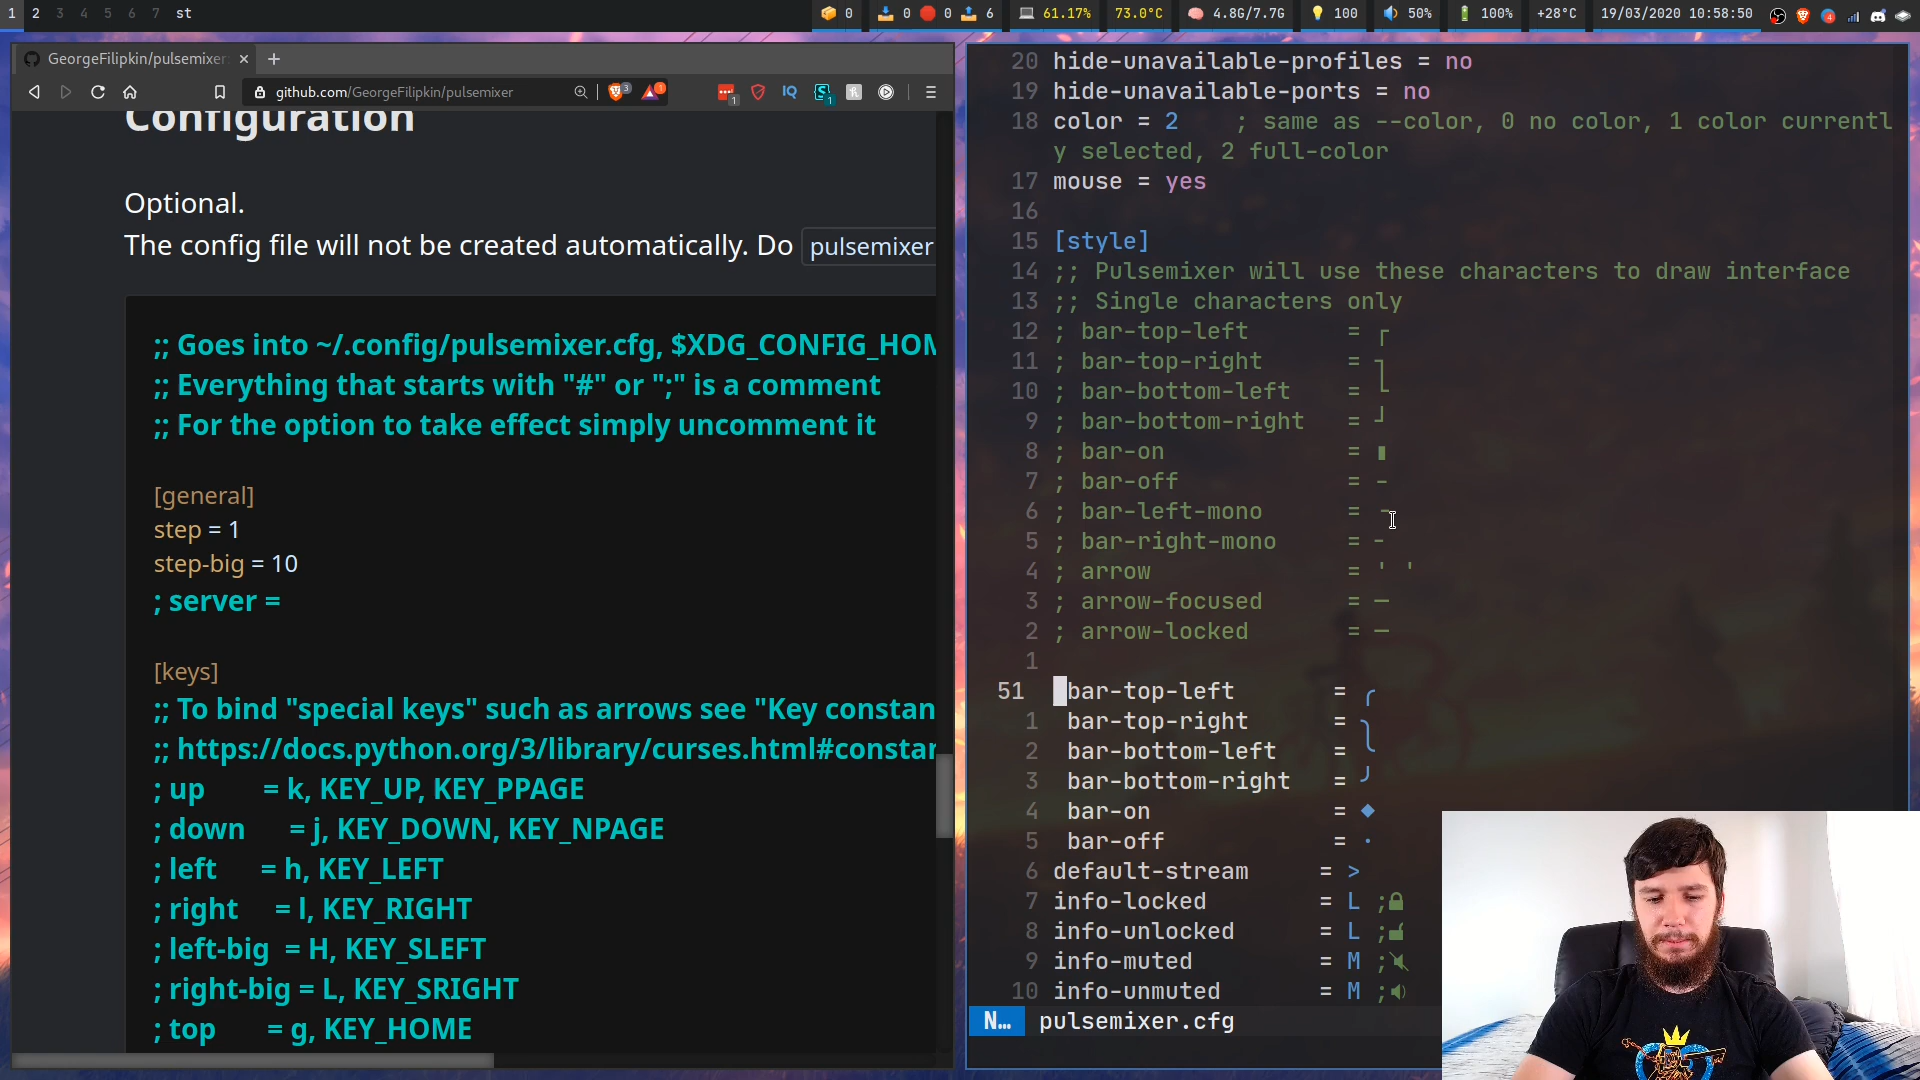 1 2 3 4 5 6 7 st
0 0 0 6 61.17% 73.0°C 4.8G/7.7G 100 50% 100% +28°C 19/03/2020 10:58:50
GeorgeFilipkin/pulsemixer:
github.com/GeorgeFilipkin/pulsemixer
Configuration
Optional.
The config file will not be created automatically. Do pulsemixer
;; Goes into ~/.config/pulsemixer.cfg, $XDG_CONFIG_HOM
;; Everything that starts with "#" or ";" is a comment
;; For the option to take effect simply uncomment it
[general]
step = 1
step-big = 10
; server =
[keys]
;; To bind "special keys" such as arrows see "Key constan
;; https://docs.python.org/3/library/curses.html#constan
; up = k, KEY_UP, KEY_PPAGE
; down = j, KEY_DOWN, KEY_NPAGE
; left = h, KEY_LEFT
; right = l, KEY_RIGHT
; left-big = H, KEY_SLEFT
; right-big = L, KEY_SRIGHT
; top = g, KEY_HOME
20 hide-unavailable-profiles = no
19 hide-unavailable-ports = no
18 color = 2 ; same as --color, 0 no color, 1 color currentl
y selected, 2 full-color
17 mouse = yes
16
15 [style]
14 ;; Pulsemixer will use these characters to draw interface
13 ;; Single characters only
12 ; bar-top-left = ┌
11 ; bar-top-right = ┐
10 ; bar-bottom-left = └
9 ; bar-bottom-right = ┘
8 ; bar-on = ▮
7 ; bar-off = -
6 ; bar-left-mono = ╶
5 ; bar-right-mono = ╴
4 ; arrow = ' '
3 ; arrow-focused = ─
2 ; arrow-locked = ─
1
51 bar-top-left = ╭
1 bar-top-right = ╮
2 bar-bottom-left = ╰
3 bar-bottom-right = ╯
4 bar-on = ◆
5 bar-off = ·
6 default-stream = >
7 info-locked = L ;
8 info-unlocked = L ;
9 info-muted = M ;
10 info-unmuted = M ;
N… pulsemixer.cfg